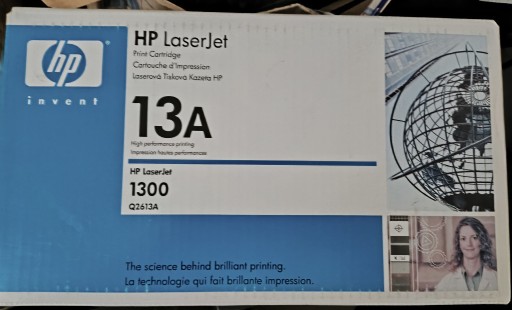 hp
invent
HP LaserJet
Print Cartridge
Cartouche d'Impression
Laserová Tiskova Kazeta HP
13A
High performance printing
Impression hautes performances
HP LaserJet
1300
Q2613A
The science behind brilliant printing.
La technologie qui fait brillante impression.